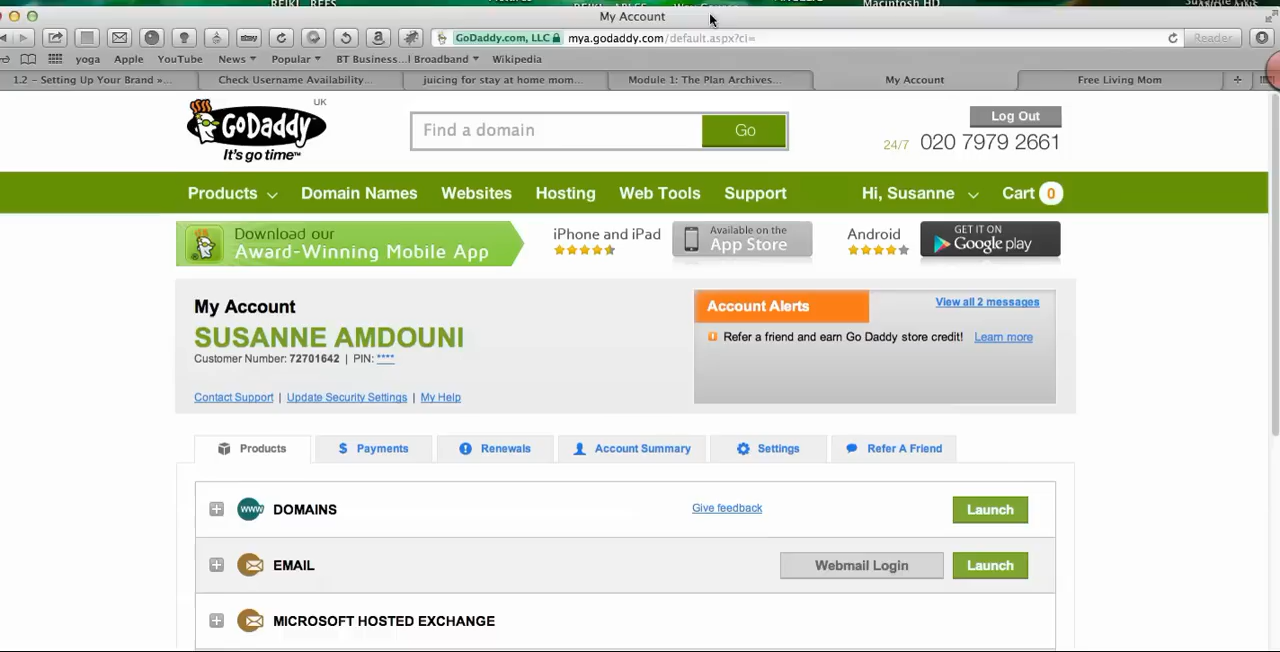 Macintosh HD
My Account
GoDaddy.com, LLC mya.godaddy.com/default.aspx?ci= Reader
yoga Apple YouTube News Popular BT Business...l Broadband Wikipedia
1.2 – Setting Up Your Brand »... Check Username Availability... juicing for stay at home mom... Module 1: The Plan Archives... My Account Free Living Mom
UK
GoDaddy
It's go time™
Find a domain Go
Log Out
24/7 020 7979 2661
Products Domain Names Websites Hosting Web Tools Support Hi, Susanne Cart 0
Download our
Award-Winning Mobile App
iPhone and iPad
Available on the
App Store
Android
GET IT ON
Google play
My Account
SUSANNE AMDOUNI
Customer Number: 72701642 | PIN: ****
Contact Support | Update Security Settings | My Help
Account Alerts View all 2 messages
Refer a friend and earn Go Daddy store credit! Learn more
Products $ Payments Renewals Account Summary Settings Refer A Friend
www DOMAINS Give feedback Launch
EMAIL Webmail Login Launch
MICROSOFT HOSTED EXCHANGE